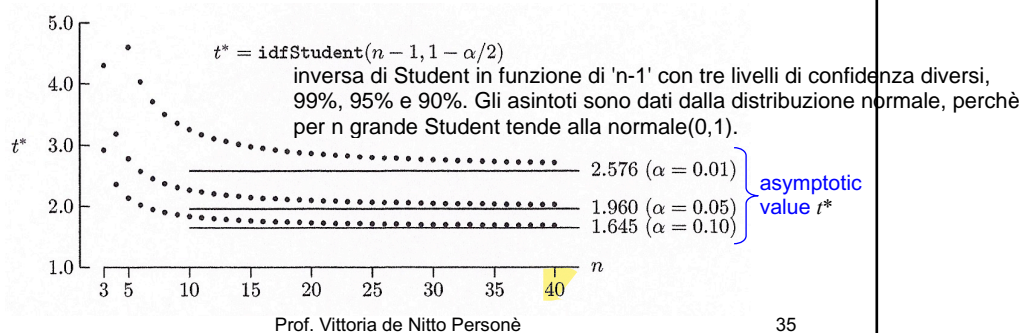 5.0
t* = idfStudent(n − 1, 1 − α/2)
inversa di Student in funzione di 'n-1' con tre livelli di confidenza diversi,
4.0
99%, 95% e 90%. Gli asintoti sono dati dalla distribuzione normale, perchè
per n grande Student tende alla normale(0,1).
t*
3.0
2.576 (α = 0.01)
asymptotic
value t*
2.0
1.960 (α = 0.05)
1.645 (α = 0.10)
1.0
n
3 5 10 15 20 25 30 35 40
Prof. Vittoria de Nitto Personè
35